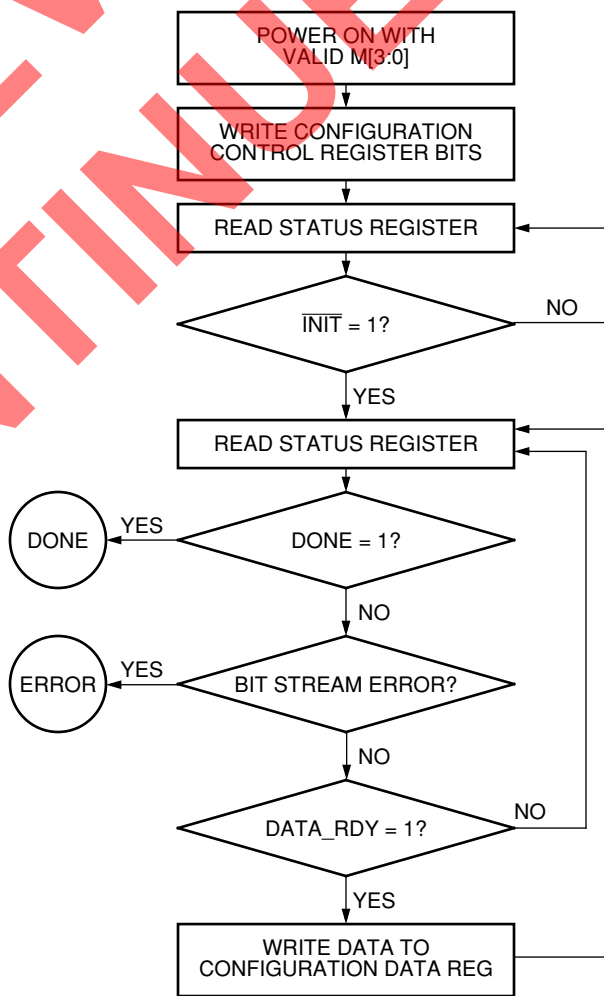 POWER ON WITH
VALID M[3:0]
WRITE CONFIGURATION
CONTROL REGISTER BITS
READ STATUS REGISTER
INIT = 1?
NO
YES
READ STATUS REGISTER
YES
DONE
DONE = 1?
NO
YES
ERROR
BIT STREAM ERROR?
NO
DATA_RDY = 1?
NO
YES
WRITE DATA TO
CONFIGURATION DATA REG
TINUE